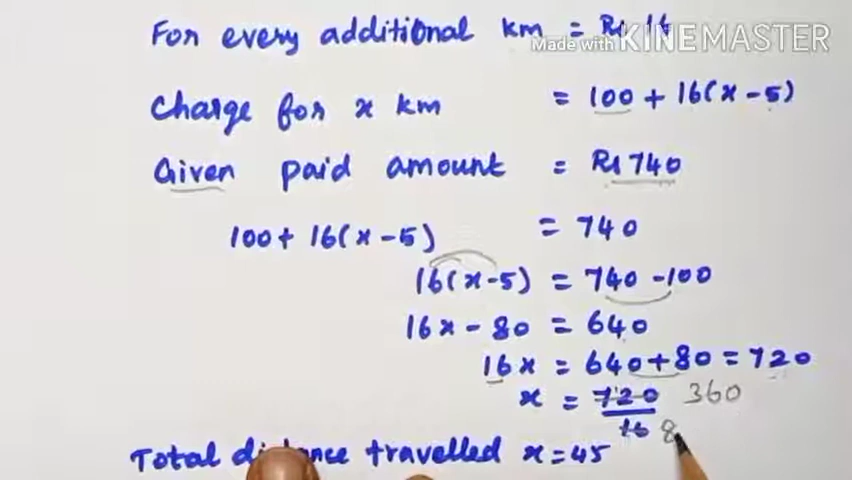 For every additional km = Rs 16
Made with KINEMASTER
Charge for x km = 100 + 16(x-5)
Given paid amount = Rs 740
100 + 16(x-5) = 740
16(x-5) = 740 -100
16x - 80 = 640
16x = 640+80 = 720
x = 720 360
16 8
Total distance travelled x=45